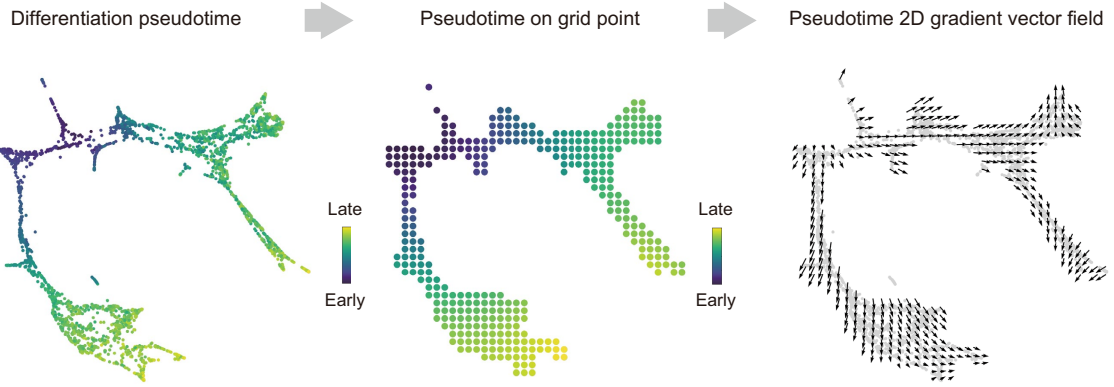 Differentiation pseudotime
Pseudotime on grid point
Pseudotime 2D gradient vector field
Late
Early
Late
Early